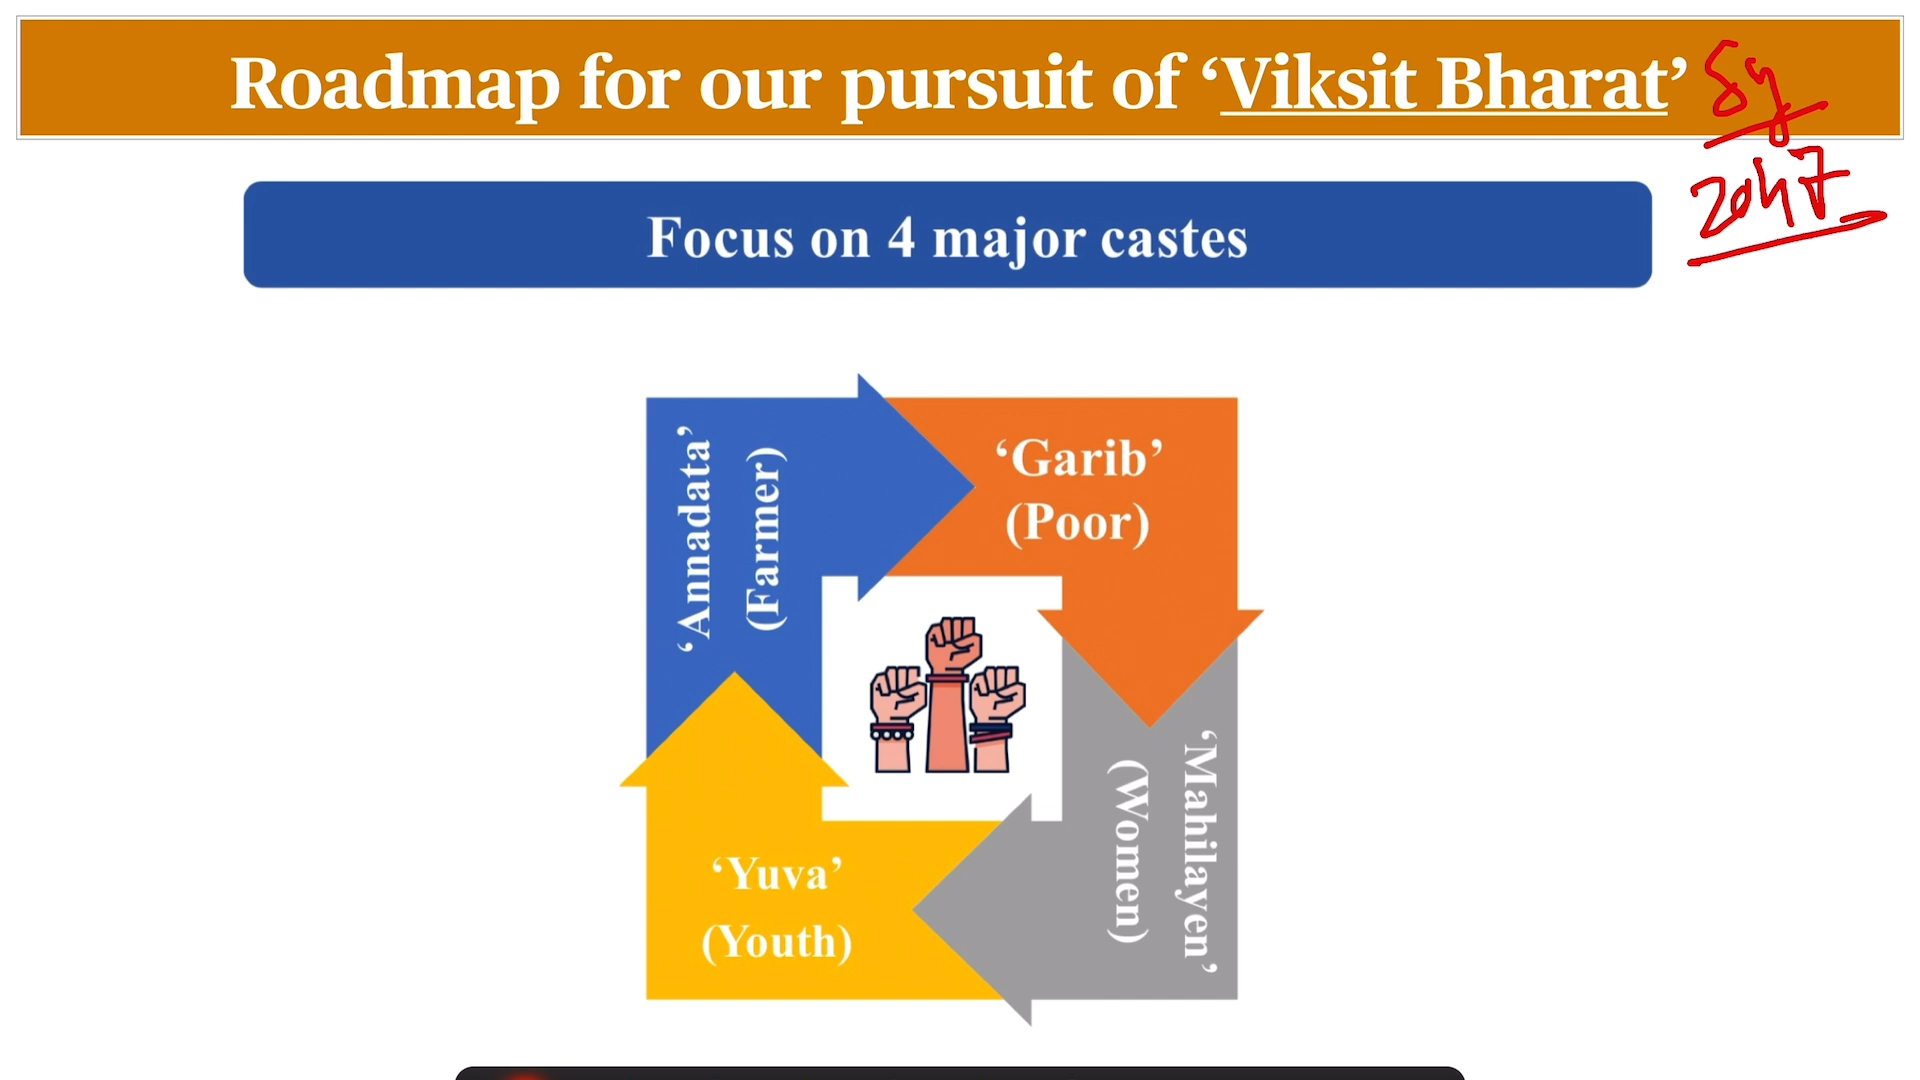 Roadmap for our pursuit of ‘Viksit Bharat’
2047
Focus on 4 major castes
‘Annadata’
(Farmer)
‘Garib’
(Poor)
‘Mahilayen’
(Women)
‘Yuva’
(Youth)